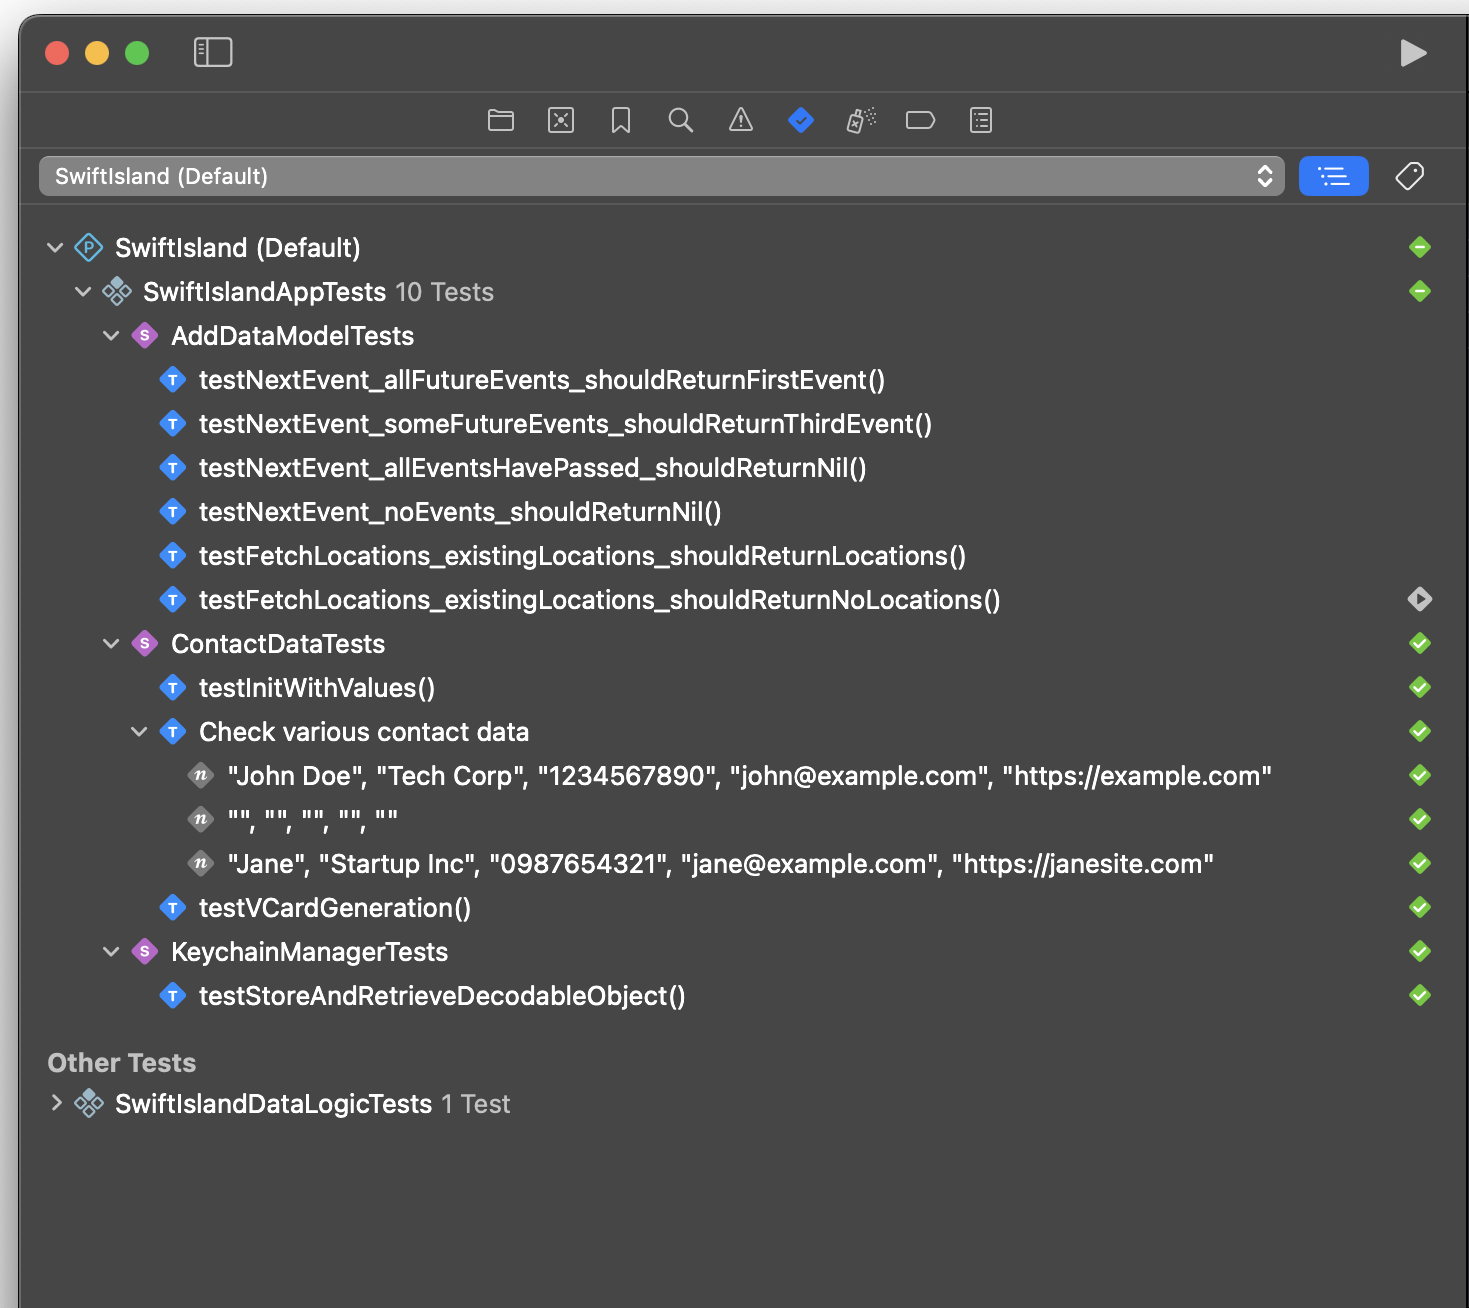 SwiftIsland (Default)
P SwiftIsland (Default)
SwiftIslandAppTests 10 Tests
S AddDataModelTests
T testNextEvent_allFutureEvents_shouldReturnFirstEvent()
T testNextEvent_someFutureEvents_shouldReturnThirdEvent()
T testNextEvent_allEventsHavePassed_shouldReturnNil()
T testNextEvent_noEvents_shouldReturnNil()
T testFetchLocations_existingLocations_shouldReturnLocations()
T testFetchLocations_existingLocations_shouldReturnNoLocations()
S ContactDataTests
T testInitWithValues()
T Check various contact data
n "John Doe", "Tech Corp", "1234567890", "john@example.com", "https://example.com"
n "", "", "", "", ""
n "Jane", "Startup Inc", "0987654321", "jane@example.com", "https://janesite.com"
T testVCardGeneration()
S KeychainManagerTests
T testStoreAndRetrieveDecodableObject()
Other Tests
SwiftIslandDataLogicTests 1 Test